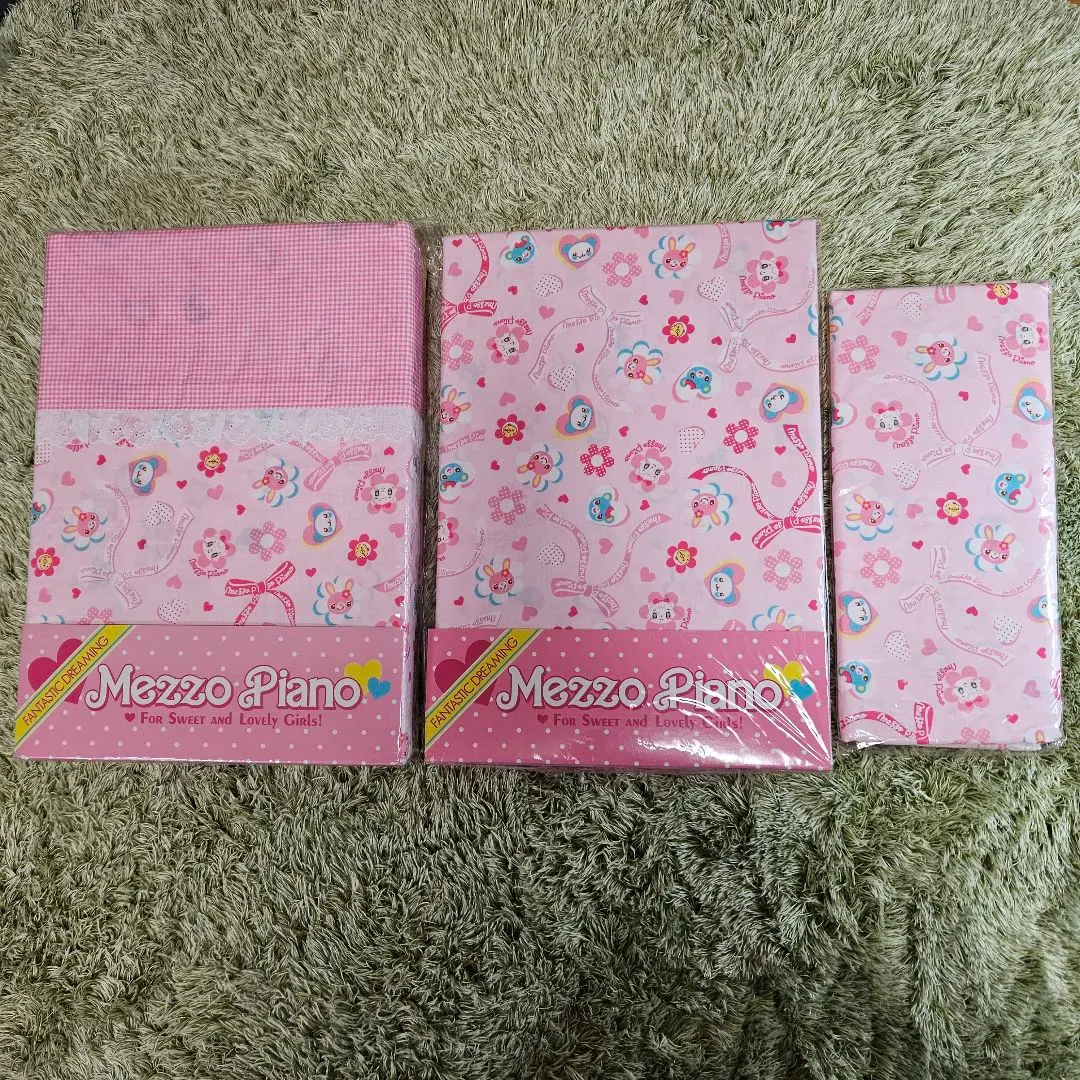 FANTASTIC DREAMING
Mezzo Piano
For Sweet and Lovely Girls!
FANTASTIC DREAMING
Mezzo Piano
For Sweet and Lovely Girls!